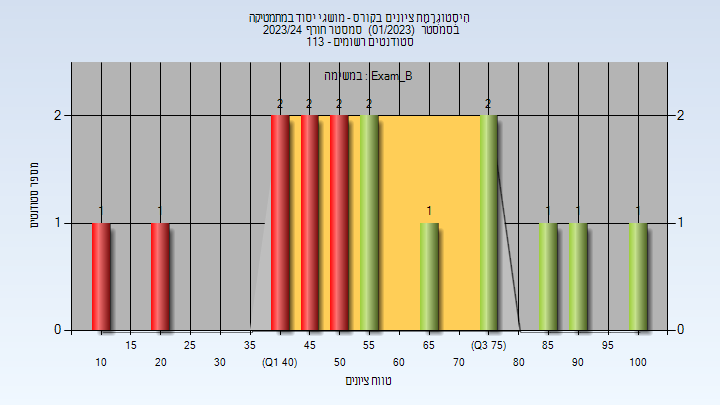 היסטוגרמת ציונים בקורס - מושגי יסוד במתמטיקה
בסמסטר (01/2023) סמסטר חורף 2023/24
סטודנטים רשומים - 113
במשימה : Exam_B
2 2 2 2 2
2 2
1 1 1 1 1 1
1 1
0 0
מספר סטודנטים
15 25 35 45 55 65 (Q3 75) 85 95
10 20 30 (Q1 40) 50 60 70 80 90 100
טווח ציונים